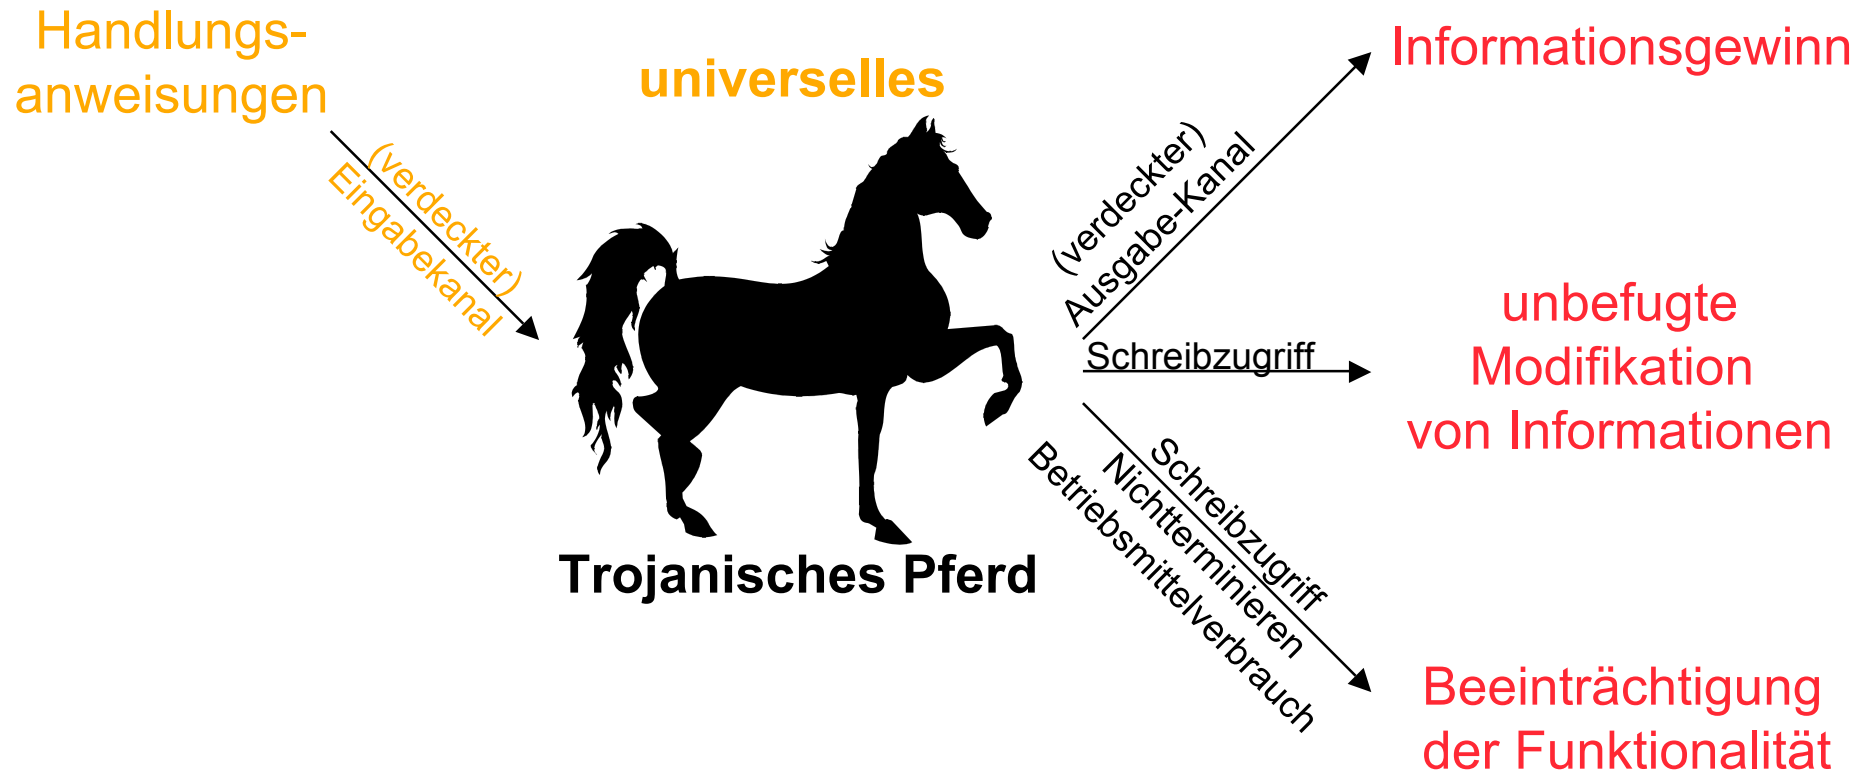 Handlungs-
anweisungen
(verdeckter)
Eingabekanal
universelles
Trojanisches Pferd
(verdeckter)
Ausgabe-Kanal
Informationsgewinn
Schreibzugriff
unbefugte
Modifikation
von Informationen
Schreibzugriff
Nichtterminieren
Betriebsmittelverbrauch
Beeinträchtigung
der Funktionalität